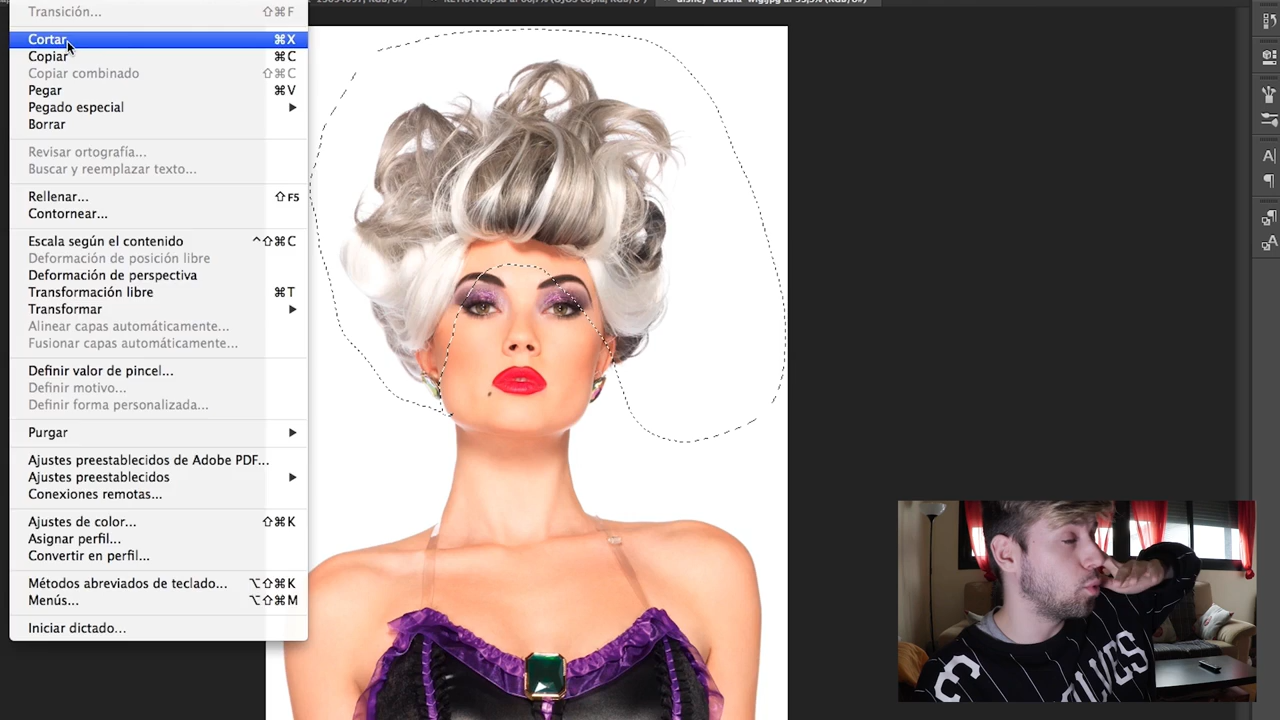 Transición... ⇧⌘F
Cortar ⌘X
Copiar ⌘C
Copiar combinado ⇧⌘C
Pegar ⌘V
Pegado especial
Borrar
Revisar ortografía...
Buscar y reemplazar texto...
Rellenar... ⇧F5
Contornear...
Escala según el contenido ^⇧⌘C
Deformación de posición libre
Deformación de perspectiva
Transformación libre ⌘T
Transformar
Alinear capas automáticamente...
Fusionar capas automáticamente...
Definir valor de pincel...
Definir motivo...
Definir forma personalizada...
Purgar
Ajustes preestablecidos de Adobe PDF...
Ajustes preestablecidos
Conexiones remotas...
Ajustes de color... ⇧⌘K
Asignar perfil...
Convertir en perfil...
Métodos abreviados de teclado... ⌥⇧⌘K
Menús... ⌥⇧⌘M
Iniciar dictado...